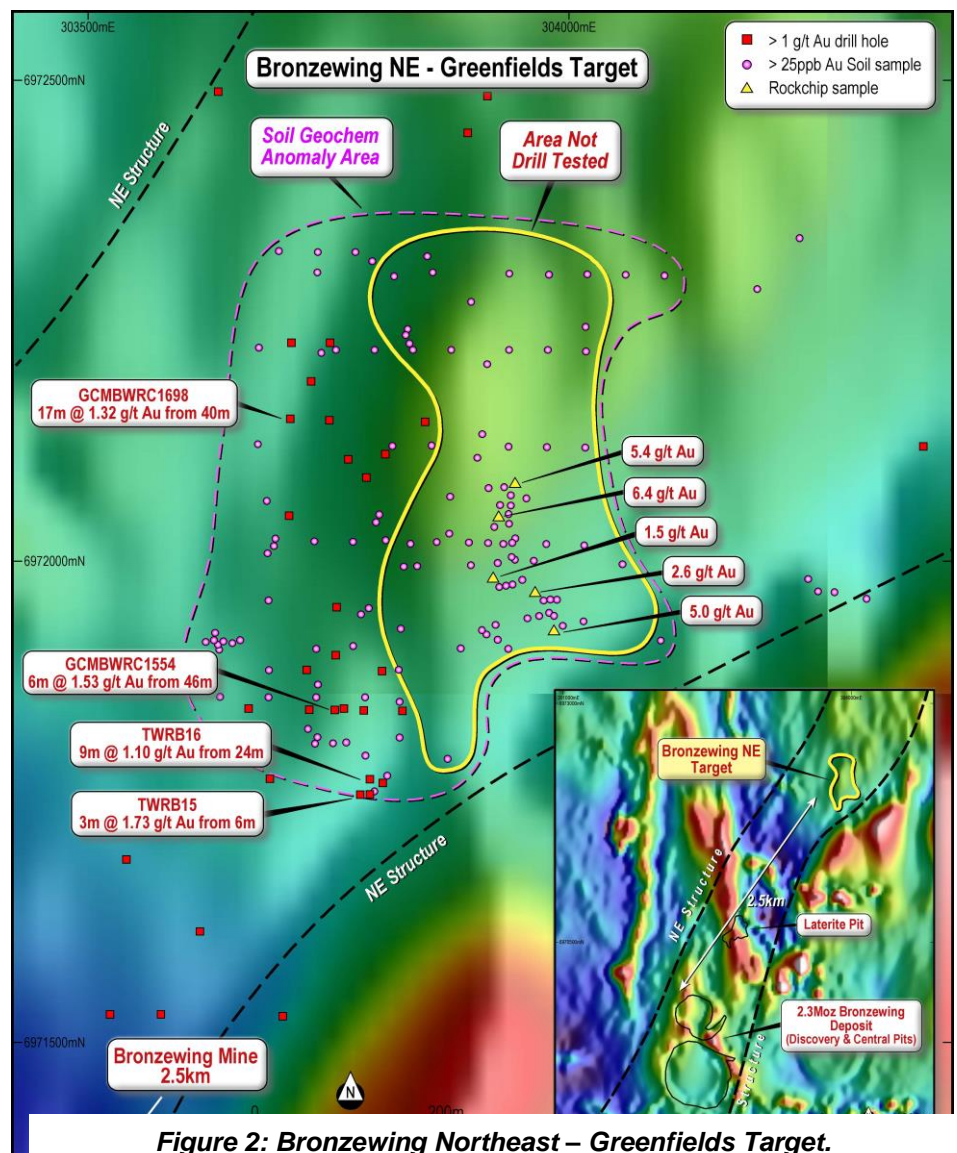 303500mE
304000mE
> 1 g/t Au drill hole
> 25ppb Au Soil sample
Rockchip sample
Bronzewing NE - Greenfields Target
6972500mN
NE Structure
Soil Geochem
Anomaly Area
Area Not
Drill Tested
GCMBWRC1698
17m @ 1.32 g/t Au from 40m
5.4 g/t Au
6.4 g/t Au
1.5 g/t Au
6972000mN
2.6 g/t Au
5.0 g/t Au
GCMBWRC1554
6m @ 1.53 g/t Au from 46m
TWRB16
9m @ 1.10 g/t Au from 24m
TWRB15
3m @ 1.73 g/t Au from 6m
NE Structure
Bronzewing NE
Target
NE Structure
2.5km
Laterite Pit
2.3Moz Bronzewing
Deposit
(Discovery & Central Pits)
Structure
6971500mN
Bronzewing Mine
2.5km
N
Figure 2: Bronzewing Northeast – Greenfields Target.